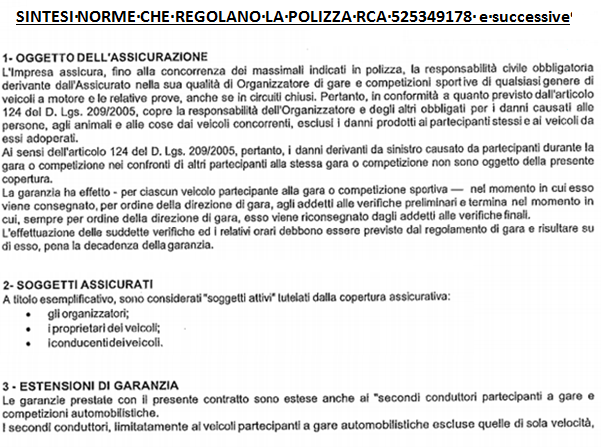 SINTESI·NORME·CHE·REGOLANO·LA·POLIZZA·RCA·525349178· e·successive
1- OGGETTO DELL'ASSICURAZIONE
L'Impresa assicura, fino alla concorrenza dei massimali indicati in polizza, la responsabilità civile obbligatoria
derivante dall'Assicurato nella sua qualità di Organizzatore di gare e competizioni sportive di qualsiasi genere di
veicoli a motore e le relative prove, anche se in circuiti chiusi. Pertanto, in conformità a quanto previsto dall'articolo
124 del D. Lgs. 209/2005, copre la responsabilità dell'Organizzatore e degli altri obbligati per i danni causati alle
persone, agli animali e alle cose dai veicoli concorrenti, esclusi i danni prodotti ai partecipanti stessi e ai veicoli da
essi adoperati.
Ai sensi dell'articolo 124 del D. Lgs. 209/2005, pertanto, i danni derivanti da sinistro causato da partecipanti durante la
gara o competizione nei confronti di altri partecipanti alla stessa gara o competizione non sono oggetto della presente
copertura.
La garanzia ha effetto - per ciascun veicolo partecipante alla gara o competizione sportiva — nel momento in cui esso
viene consegnato, per ordine della direzione di gara, agli addetti alle verifiche preliminari e termina nel momento in
cui, sempre per ordine della direzione di gara, esso viene riconsegnato dagli addetti alle verifiche finali.
L'effettuazione delle suddette verifiche ed i relativi orari debbono essere previste dal regolamento di gara e risultare su
di esso, pena la decadenza della garanzia.
2- SOGGETTI ASSICURATI
A titolo esemplificativo, sono considerati "soggetti attivi" tutelati dalla copertura assicurativa:
• gli organizzatori;
• i proprietari dei veicoli;
• i conducenti dei veicoli.
3 - ESTENSIONI DI GARANZIA
Le garanzie prestate con il presente contratto sono estese anche ai "secondi conduttori partecipanti a gare e
competizioni automobilistiche.
I secondi conduttori, limitatamente ai veicoli partecipanti a gare automobilistiche escluse quelle di sola velocità,